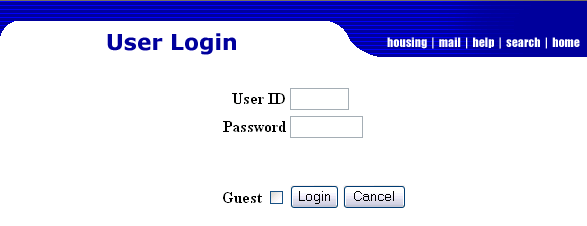 User Login
housing | mail | help | search | home
User ID
Password
Guest Login Cancel